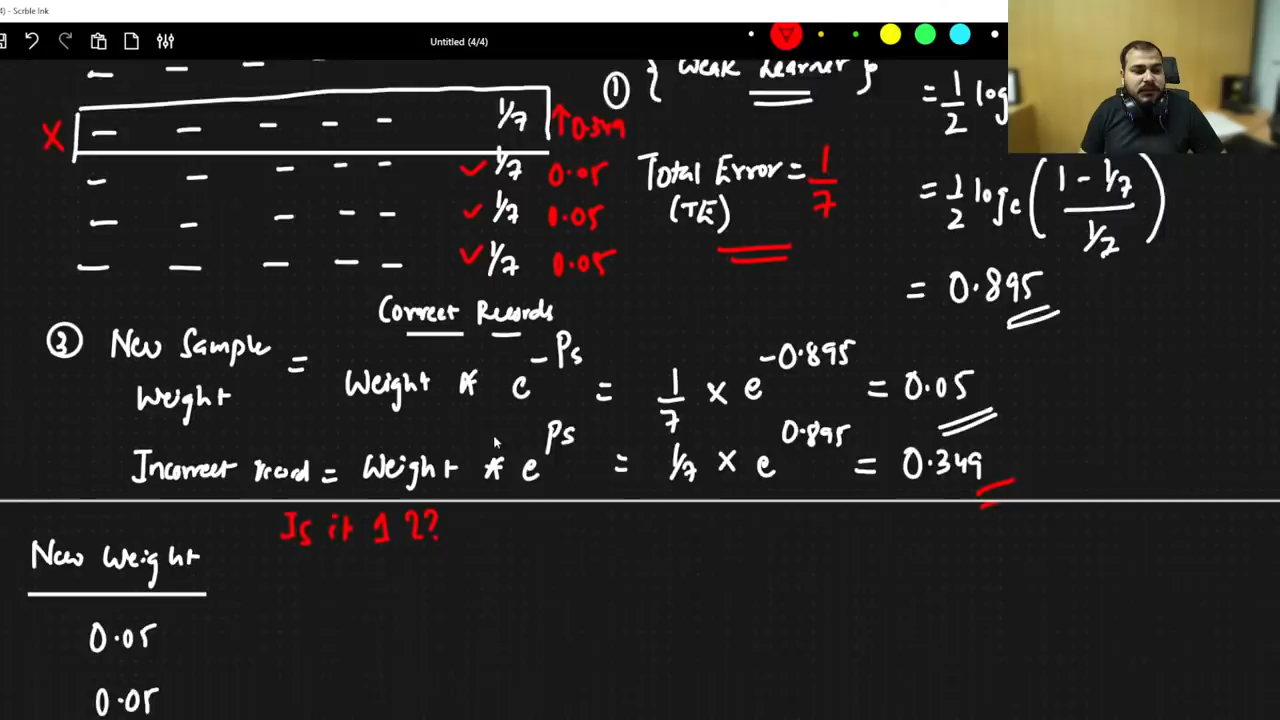 4) - Scrble Ink
Untitled (4/4)
1 { Weak Learner }
= 1/2 log
X 1/7 ↑0.349
✓ 1/7 0.05
✓ 1/7 0.05
✓ 1/7 0.05
Total Error = 1/7
(TE)
= 1/2 loge ( 1 - 1/7 / 1/7 )
= 0.895
Correct Records
3 New Sample Weight = Weight * e^-Ps = 1/7 × e^-0.895 = 0.05
Incorrect record = Weight * e^Ps = 1/7 × e^0.895 = 0.349
Is it 1 ??
New Weight
0.05
0.05